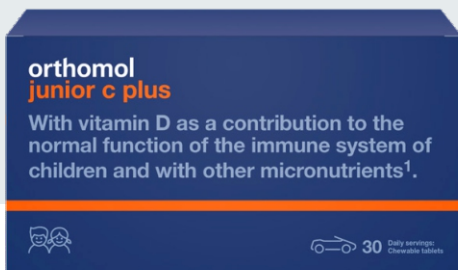 orthomol
junior c plus
With vitamin D as a contribution to the
normal function of the immune system of
children and with other micronutrients¹.
30 Daily servings:
Chewable tablets